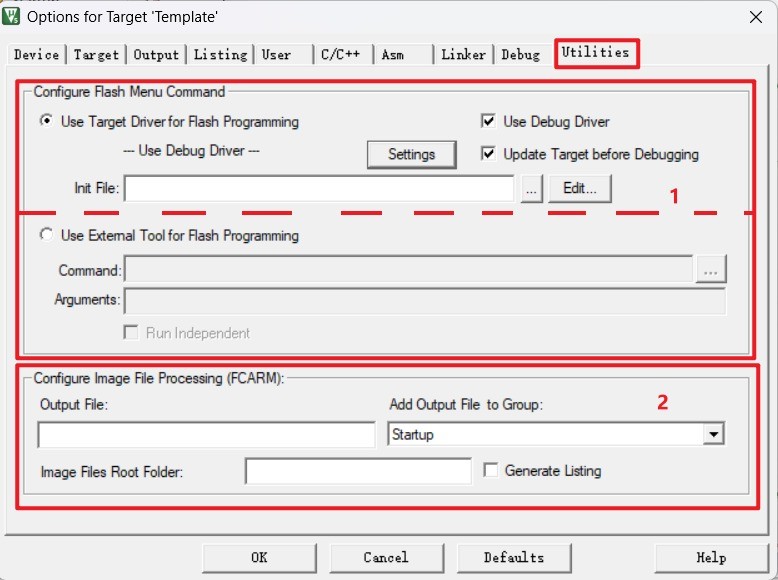 Options for Target 'Template'
Device Target Output Listing User C/C++ Asm Linker Debug Utilities
Configure Flash Menu Command
Use Target Driver for Flash Programming Use Debug Driver
--- Use Debug Driver --- Settings Update Target before Debugging
Init File: ... Edit... 1
Use External Tool for Flash Programming
Command: ...
Arguments:
Run Independent
Configure Image File Processing (FCARM):
Output File: Add Output File to Group: 2
Startup
Image Files Root Folder: Generate Listing
OK Cancel Defaults Help